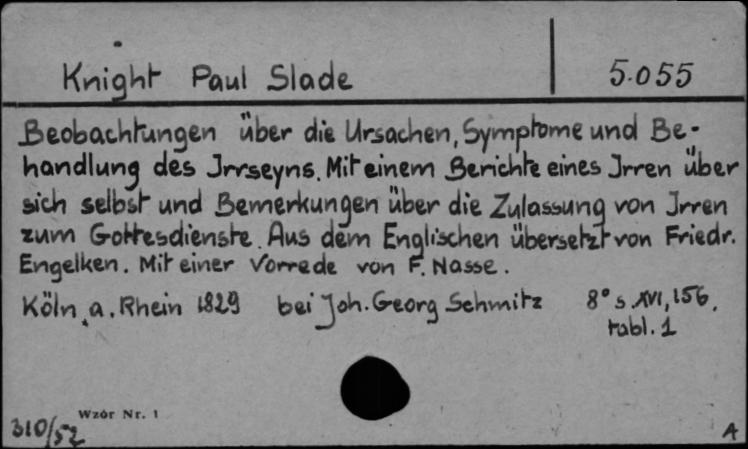 Knight Paul Slade 5.055
Beobachtungen über die Ursachen, Symptome und Be-
handlung des Irrseyns. Mit einem Berichte eines Irren über
sich selbst und Bemerkungen über die Zulassung von Irren
zum Gottesdienste. Aus dem Englischen übersetzt von Friedr.
Engelken. Mit einer Vorrede von F. Nasse.
Köln a. Rhein 1829 bei Joh. Georg Schmitz 8° s. XVI, 156,
tabl. 1
Wzór Nr. 1
310/52 A